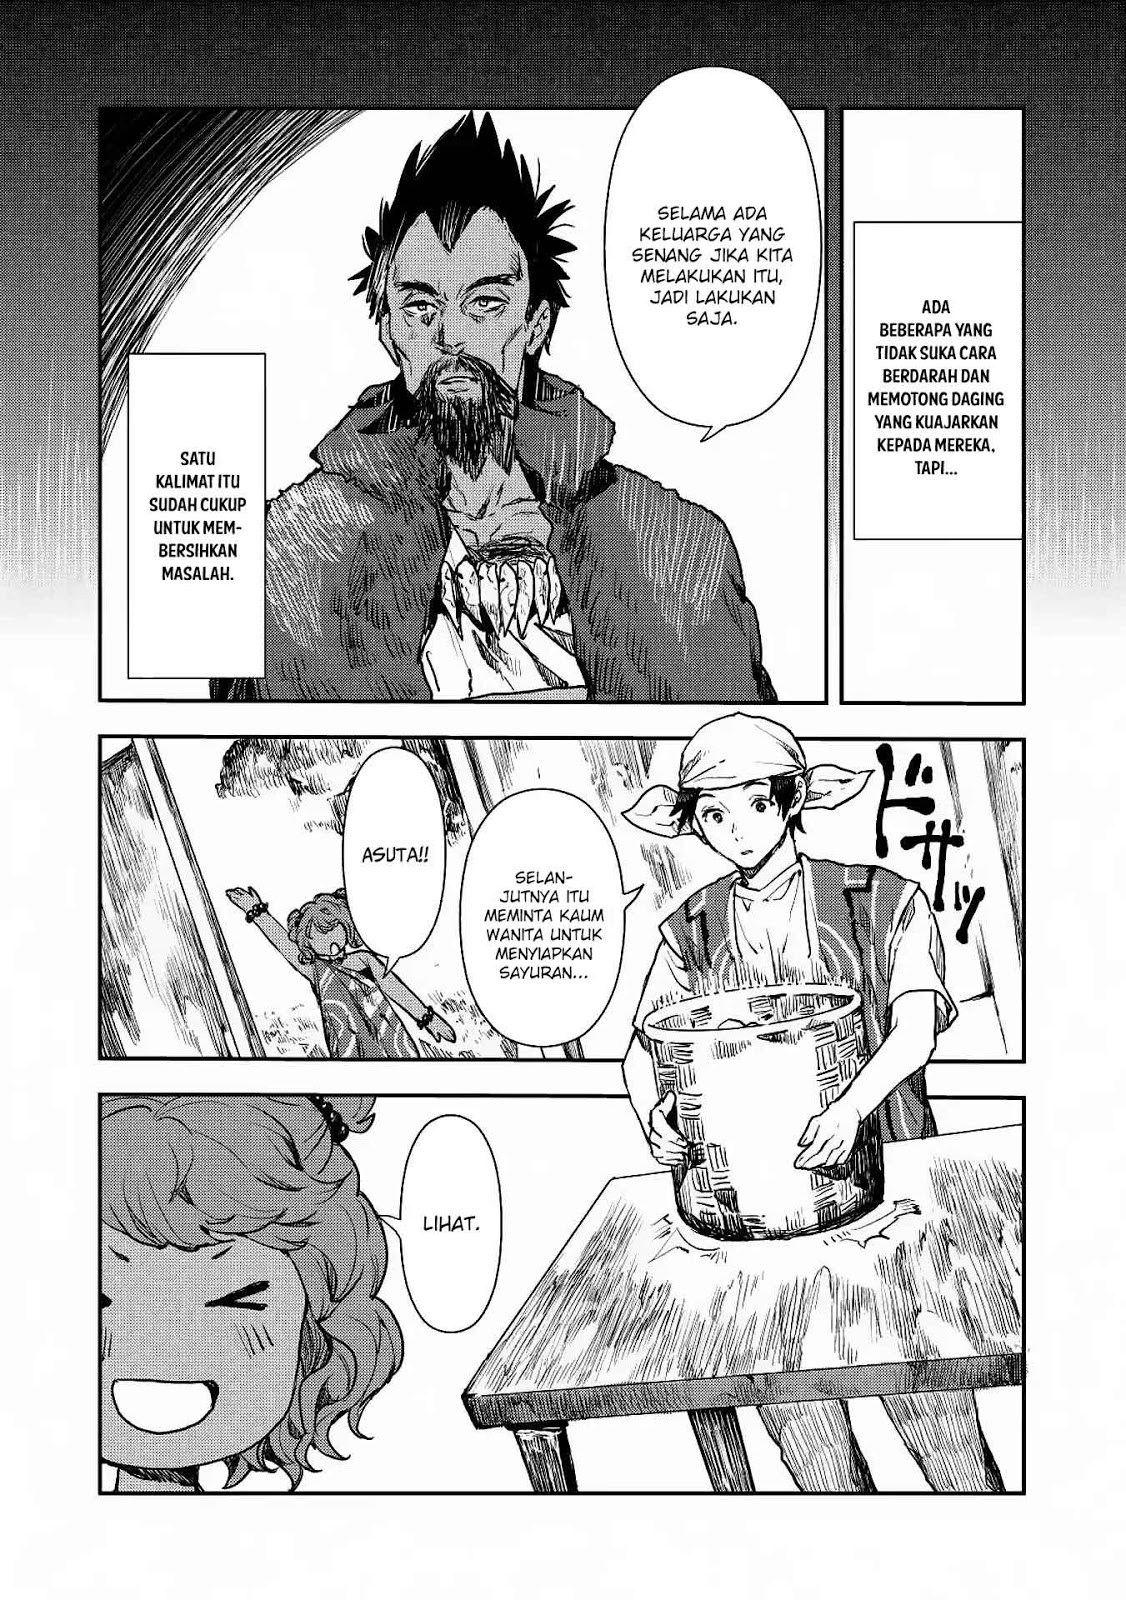 ADA
BEBERAPA YANG
TIDAK SUKA CARA
BERDARAH DAN
MEMOTONG DAGING
YANG KUAJARKAN
KEPADA MEREKA,
TAPI...
SELAMA ADA
KELUARGA YANG
SENANG JIKA KITA
MELAKUKAN ITU,
JADI LAKUKAN
SAJA.
SATU
KALIMAT ITU
SUDAH CUKUP
UNTUK MEM-
BERSIHKAN
MASALAH.
ドサッ
SELAN-
JUTNYA ITU
MEMINTA KAUM
WANITA UNTUK
MENYIAPKAN
SAYURAN...
ASUTA!!
LIHAT.